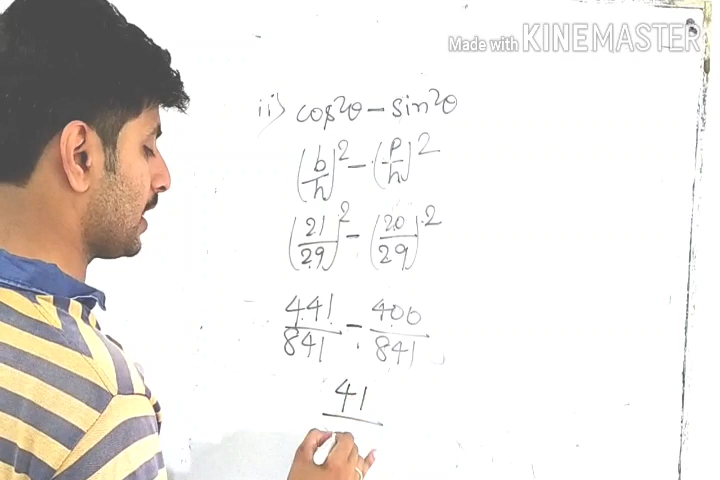 Made with KINEMASTER
ii) cos²θ - sin²θ
(b/h)² - (p/h)²
(21/29)² - (20/29)²
441/841 - 400/841
41